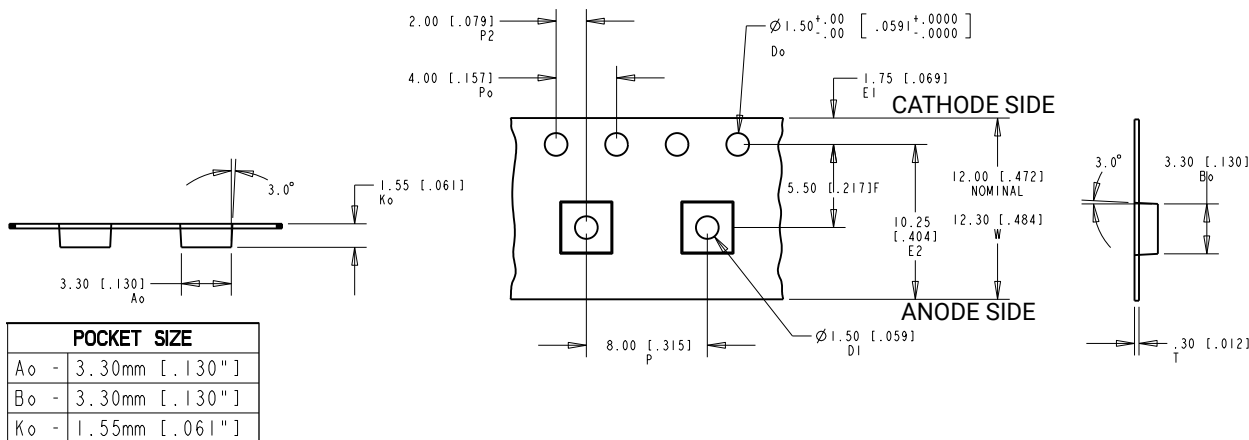 2.00 [.079]
P2
4.00 [.157]
Po
Ø1.50 +.00 -.00 [ .0591 +.0000 -.0000 ]
Do
1.75 [.069]
E1
CATHODE SIDE
3.0°
1.55 [.061]
Ko
3.30 [.130]
Ao
5.50 [.217]F
10.25
[.404]
E2
12.00 [.472]
NOMINAL
12.30 [.484]
W
3.0°
3.30 [.130]
Bo
ANODE SIDE
8.00 [.315]
P
Ø1.50 [.059]
D1
.30 [.012]
T
POCKET SIZE
Ao - 3.30mm [.130"]
Bo - 3.30mm [.130"]
Ko - 1.55mm [.061"]